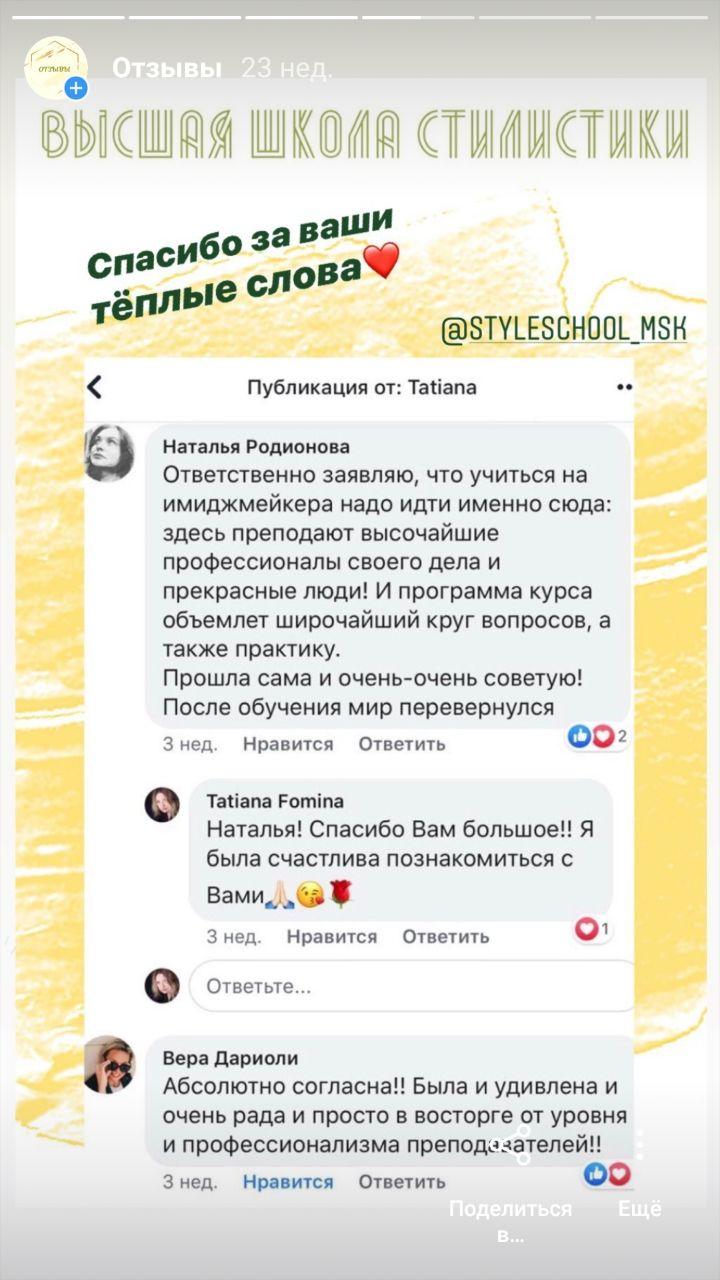 Отзывы 23 нед.
ОТЗЫВЫ
ВЫСШАЯ ШКОЛА СТИЛИСТИКИ
Спасибо за ваши
тёплые слова❤️
@STYLESCHOOL_MSK
Публикация от: Tatiana
Наталья Родионова
Ответственно заявляю, что учиться на
имиджмейкера надо идти именно сюда:
здесь преподают высочайшие
профессионалы своего дела и
прекрасные люди! И программа курса
объемлет широчайший круг вопросов, а
также практику.
Прошла сама и очень-очень советую!
После обучения мир перевернулся
3 нед. Нравится Ответить 2
Tatiana Fomina
Наталья! Спасибо Вам большое!! Я
была счастлива познакомиться с
Вами🙏🏻😘🌹
3 нед. Нравится Ответить 1
Ответьте...
Вера Дариоли
Абсолютно согласна!! Была и удивлена и
очень рада и просто в восторге от уровня
и профессионализма преподавателей!!
3 нед. Нравится Ответить
Поделиться Ещё
в...